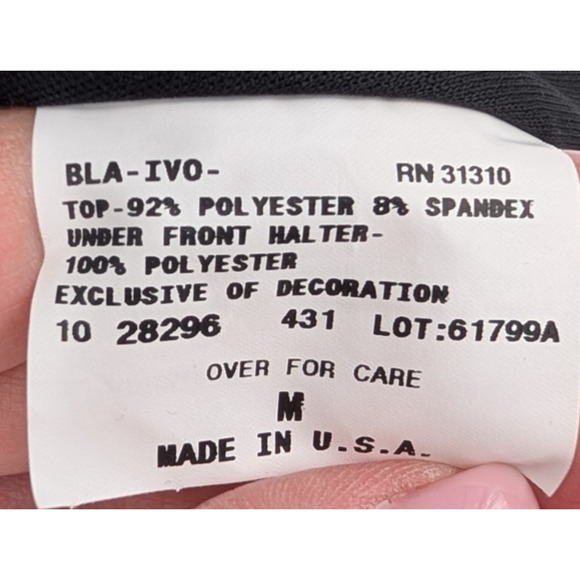 BLA-IVO- RN 31310
TOP-92% POLYESTER 8% SPANDEX
UNDER FRONT HALTER-
100% POLYESTER
EXCLUSIVE OF DECORATION
10 28296 431 LOT:61799A
OVER FOR CARE
M
MADE IN U.S.A.